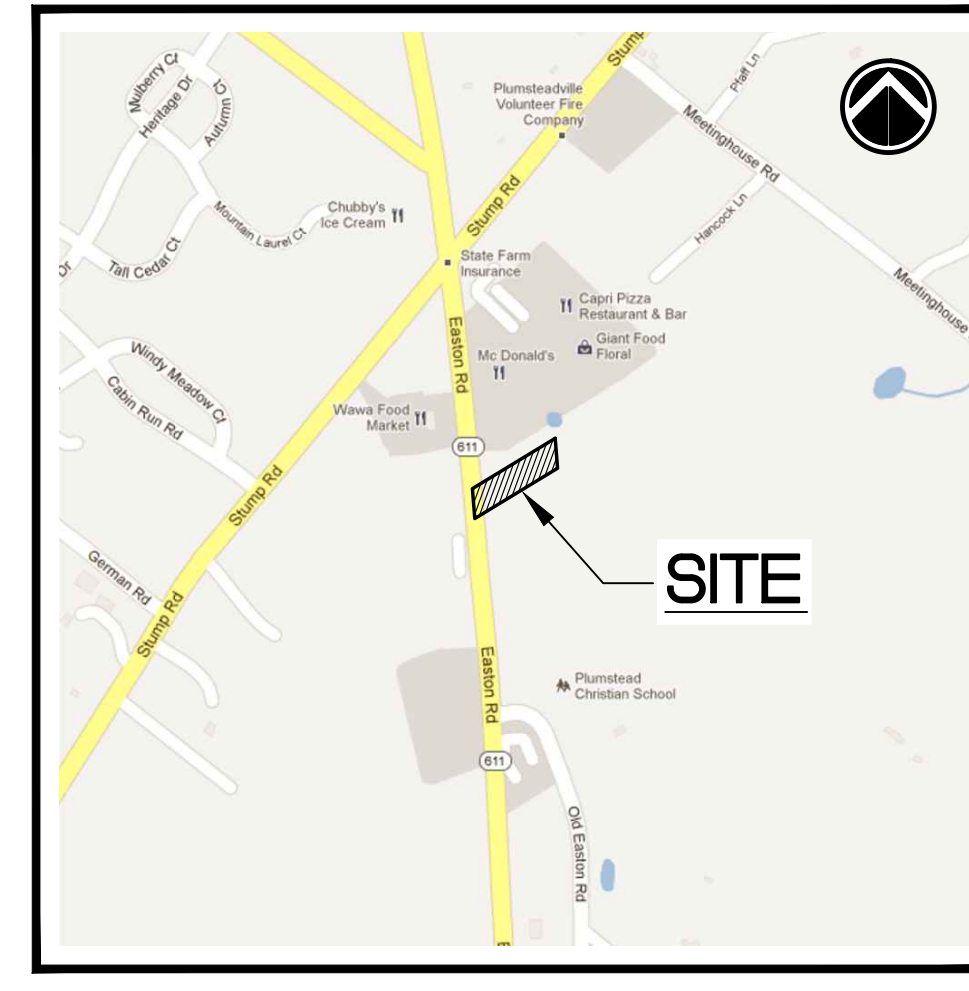 Stump
Mulberry Ct
Heritage Dr
Autumn Ct
Plumsteadville
Volunteer Fire
Company
Pfaff Ln
Meetinghouse Rd
Stump Rd
Chubby's
Ice Cream
Mountain Laurel Ct
Tall Cedar Ct
Dr
Hancock Ln
State Farm
Insurance
Meetinghouse
Capri Pizza
Restaurant & Bar
Giant Food
Floral
Easton Rd
Mc Donald's
Windy Meadow Ct
Cabin Run Rd
Wawa Food
Market
611
Stump Rd
SITE
German Rd
Stump Rd
Easton Rd
Plumstead
Christian School
611
Old Easton Rd